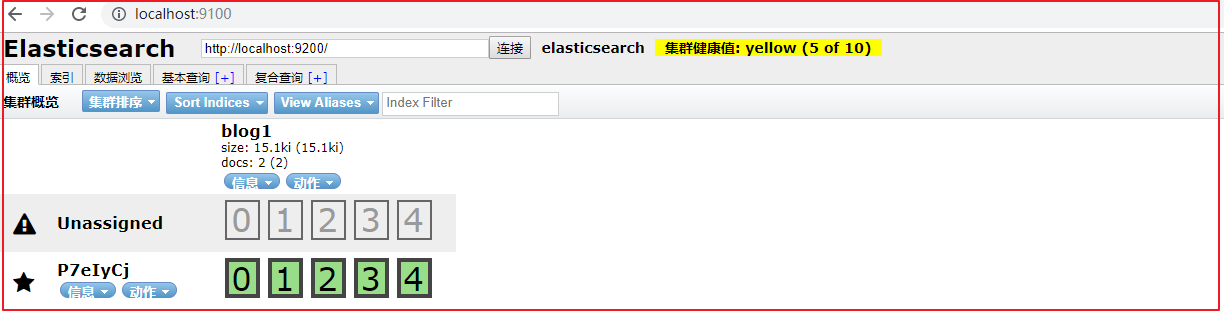 localhost:9100
Elasticsearch http://localhost:9200/ 连接 elasticsearch 集群健康值: yellow (5 of 10)
概览 索引 数据浏览 基本查询 [+] 复合查询 [+]
集群概览 集群排序 Sort Indices View Aliases Index Filter
blog1
size: 15.1ki (15.1ki)
docs: 2 (2)
信息 动作
Unassigned 0 1 2 3 4
P7eIyCj 0 1 2 3 4
信息 动作